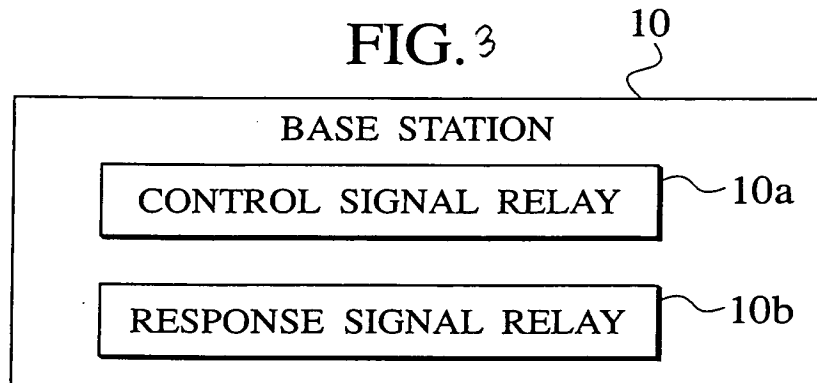 FIG. 3
10
BASE STATION
CONTROL SIGNAL RELAY
10a
RESPONSE SIGNAL RELAY
10b